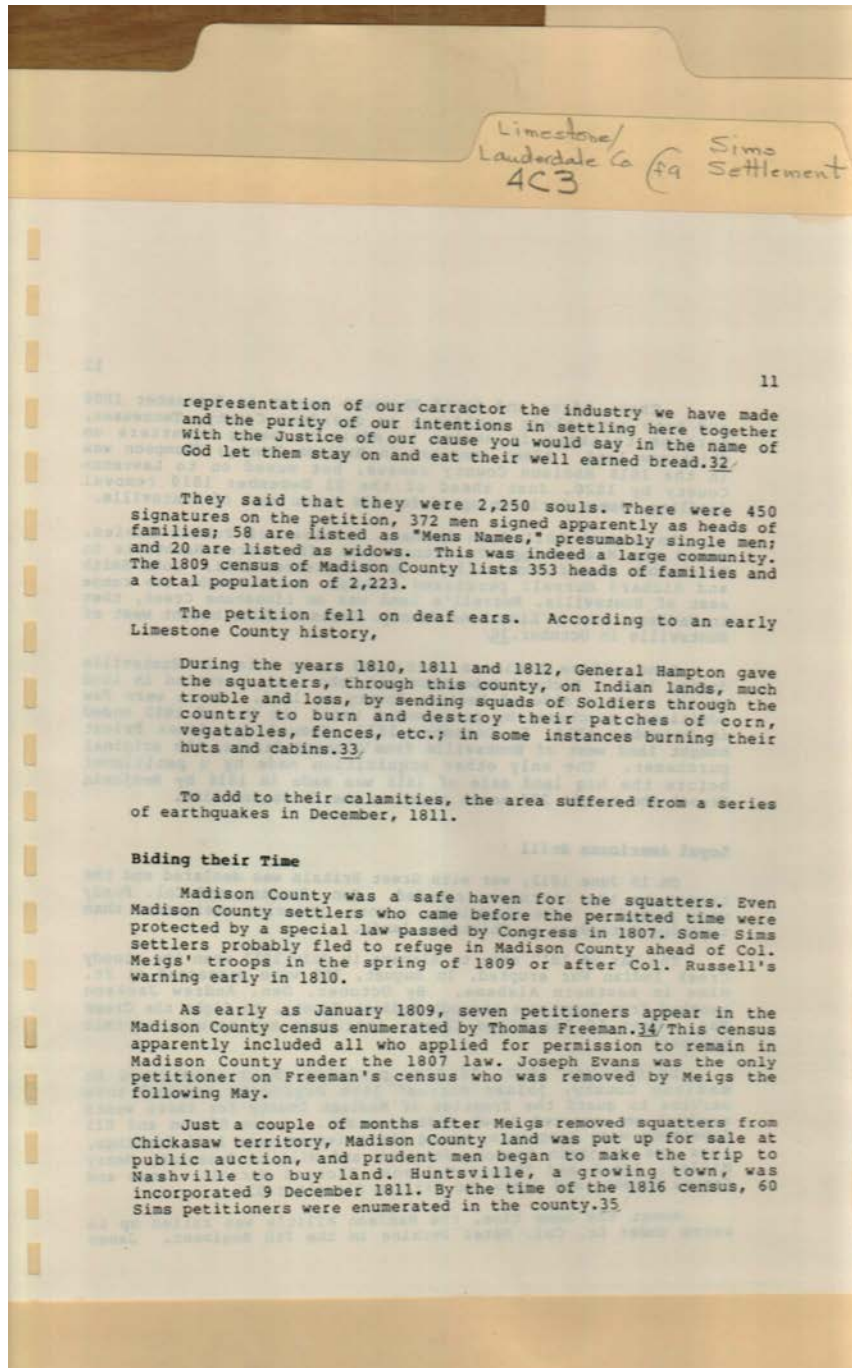 Limestone/
Lauderdale Co
4C3
Sims
Settlement
11
representation of our carractor the industry we have made
and the purity of our intentions in settling here together
With the Justice of our cause you would say in the name of
God let them stay on and eat their well earned bread.32
They said that they were 2,250 souls. There were 450
signatures on the petition, 372 men signed apparently as heads of
families; 58 are listed as "Mens Names," presumably single men;
and 20 are listed as widows. This was indeed a large community.
The 1809 census of Madison County lists 353 heads of families and
a total population of 2,223.
The petition fell on deaf ears. According to an early
Limestone County history,
During the years 1810, 1811 and 1812, General Hampton gave
the squatters, through this county, on Indian lands, much
trouble and loss, by sending squads of Soldiers through the
country to burn and destroy their patches of corn,
vegatables, fences, etc.; in some instances burning their
huts and cabins.33
To add to their calamities, the area suffered from a series
of earthquakes in December, 1811.
Biding their Time
Madison County was a safe haven for the squatters. Even
Madison County settlers who came before the permitted time were
protected by a special law passed by Congress in 1807. Some Sims
settlers probably fled to refuge in Madison County ahead of Col.
Meigs' troops in the spring of 1809 or after Col. Russell's
warning early in 1810.
As early as January 1809, seven petitioners appear in the
Madison County census enumerated by Thomas Freeman.34 This census
apparently included all who applied for permission to remain in
Madison County under the 1807 law. Joseph Evans was the only
petitioner on Freeman's census who was removed by Meigs the
following May.
Just a couple of months after Meigs removed squatters from
Chickasaw territory, Madison County land was put up for sale at
public auction, and prudent men began to make the trip to
Nashville to buy land. Huntsville, a growing town, was
incorporated 9 December 1811. By the time of the 1816 census, 60
Sims petitioners were enumerated in the county.35